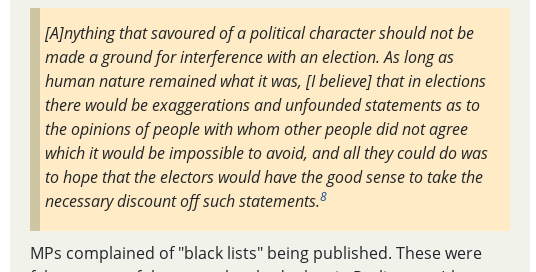 [A]nything that savoured of a political character should not be
made a ground for interference with an election. As long as
human nature remained what it was, [I believe] that in elections
there would be exaggerations and unfounded statements as to
the opinions of people with whom other people did not agree
which it would be impossible to avoid, and all they could do was
to hope that the electors would have the good sense to take the
necessary discount off such statements.8
MPs complained of "black lists" being published. These were